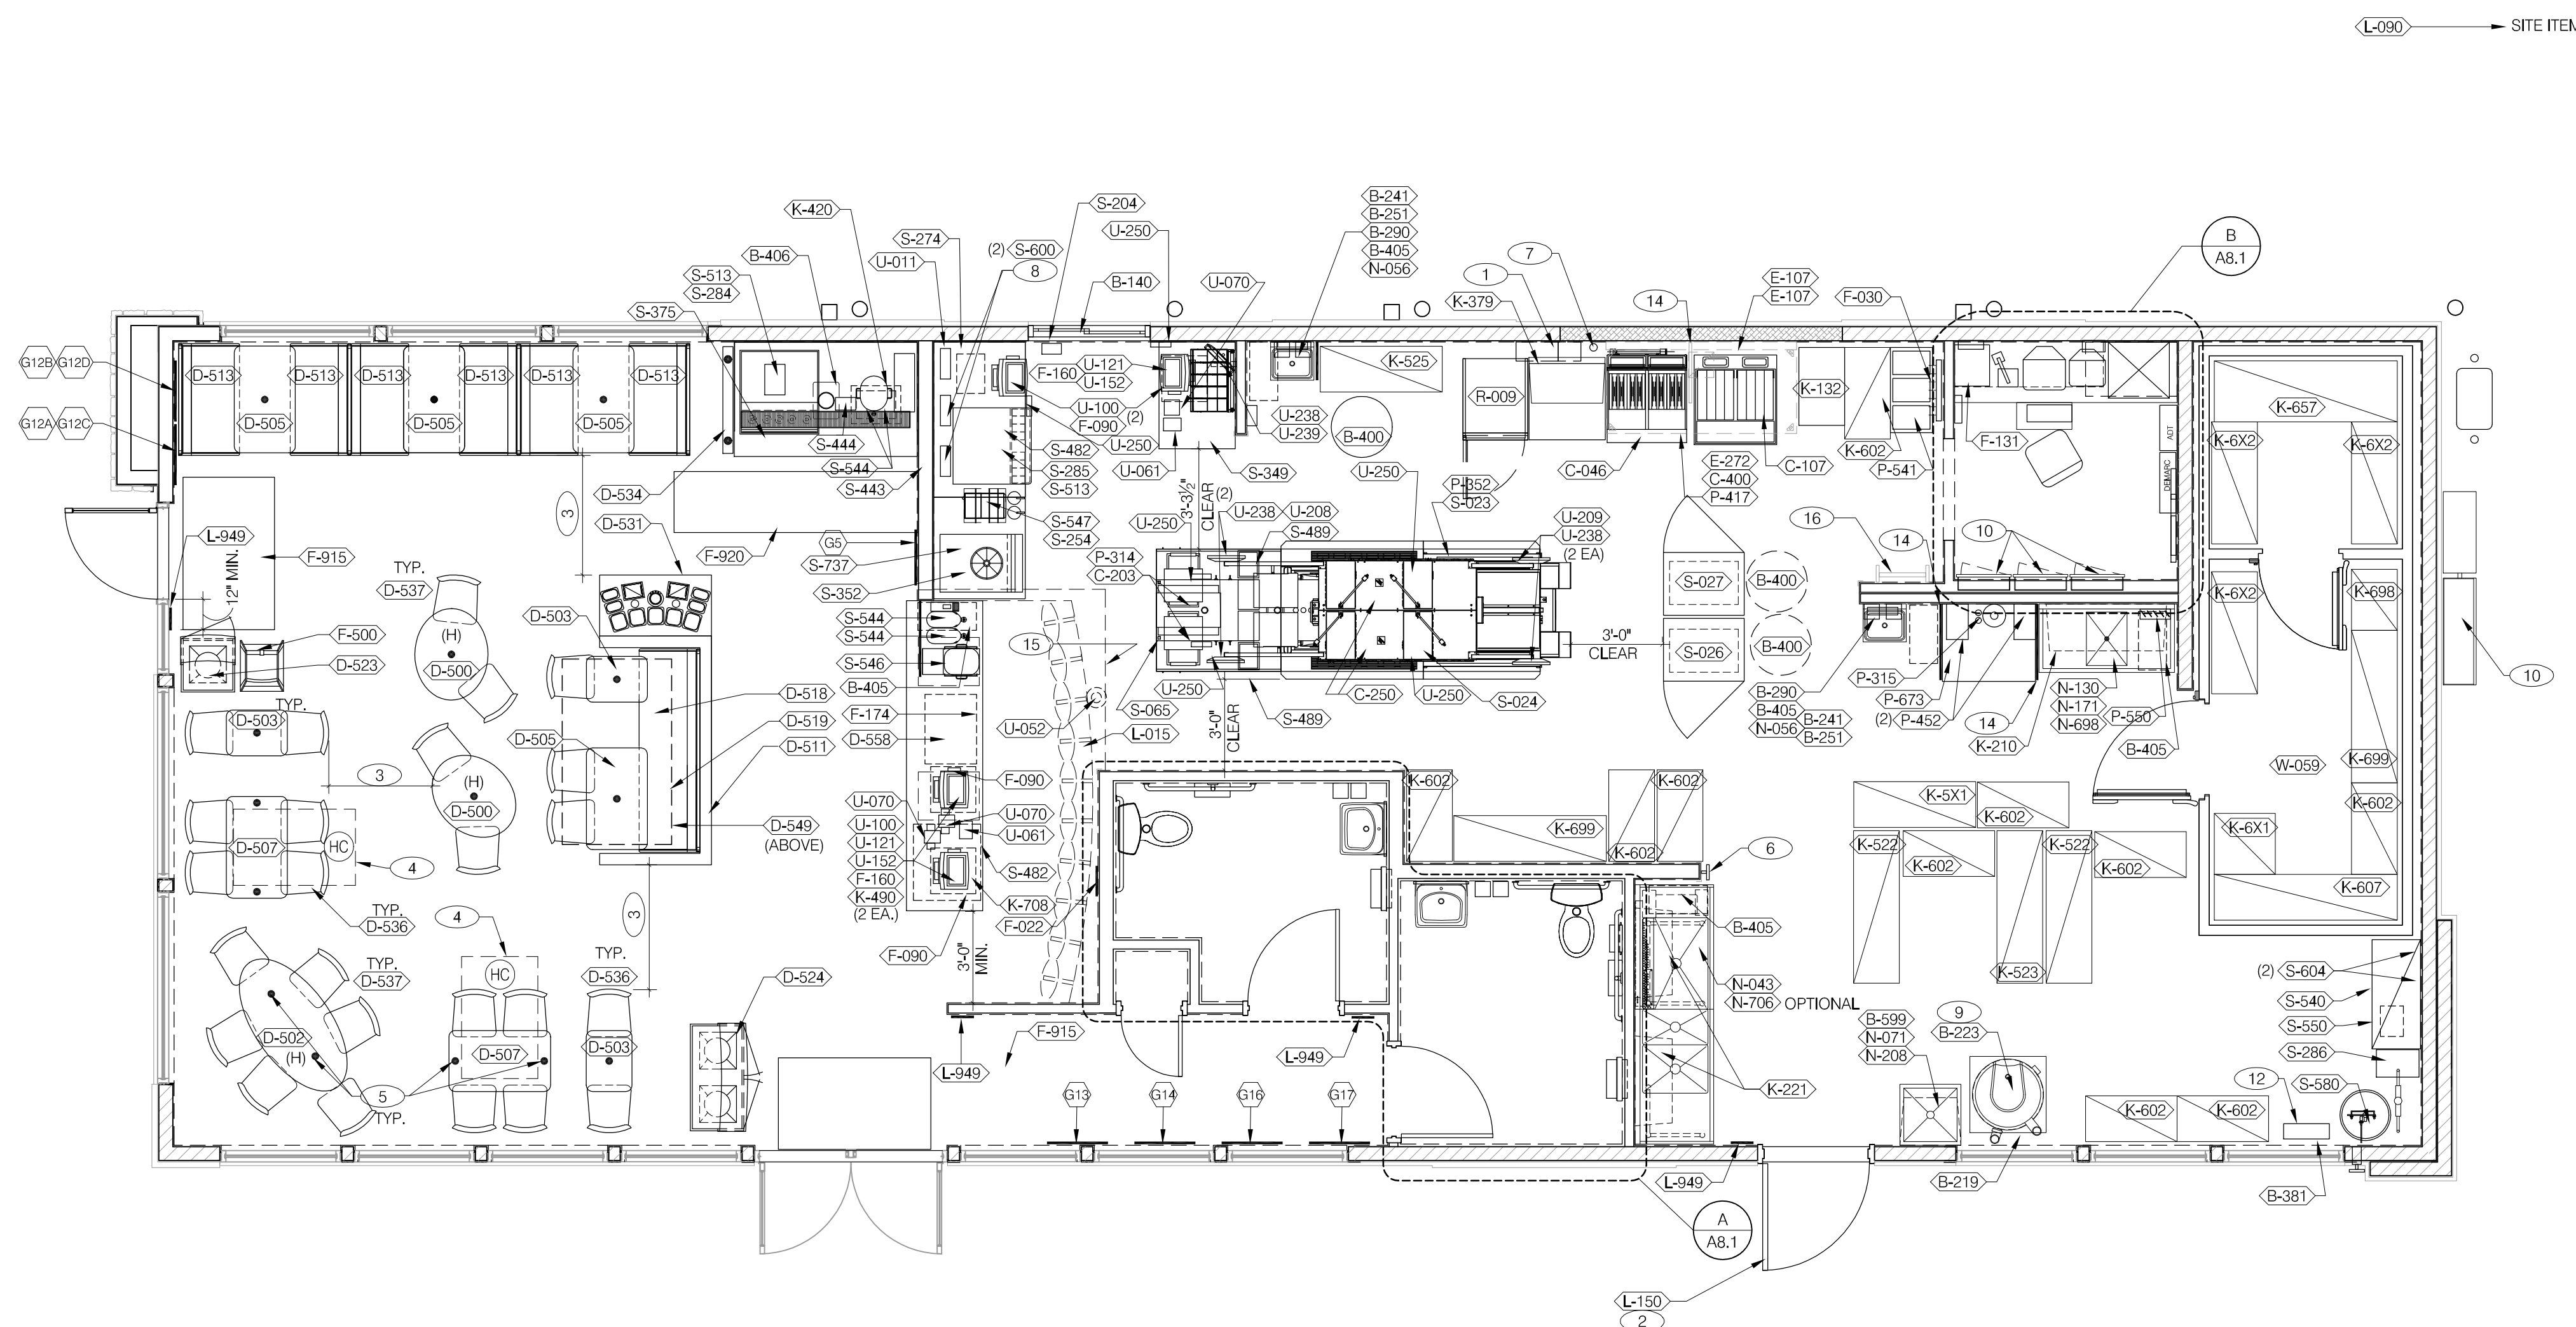 L-090
SITE ITEM
B-241
B-251
B-290
B-405
N-056
K-420
S-204
U-250
S-274
(2) S-600
8
U-011
B-406
S-513
S-284
S-375
B-140
U-070
1
7
K-379
14
E-107
E-107
F-030
B
A8.1
G12B
G12D
G12A
G12C
D-513
D-513
D-513
D-513
D-513
D-513
D-505
D-505
D-505
F-160
U-121
U-152
U-100
F-090
(2)
U-250
S-444
S-544
S-443
S-482
S-285
S-513
U-061
U-238
U-239
S-349
K-525
B-400
R-009
K-132
K-602
P-541
F-131
ADT
DEMARC
K-657
K-6X2
K-6X2
C-046
E-272
C-400
P-417
C-107
D-534
3
D-531
L-949
12" MIN.
F-915
F-920
G5
S-547
S-254
S-737
S-352
3'-3½"
CLEAR
(2)
U-250
U-238
U-208
S-489
P-314
C-203
U-250
P-352
S-023
U-209
U-238
(2 EA)
16
14
10
TYP.
D-537
D-503
(H)
D-500
F-500
D-523
S-544
S-544
S-546
B-405
15
S-027
B-400
3'-0"
CLEAR
S-026
B-400
K-6X2
K-698
10
U-250
S-065
C-250
U-250
S-024
S-489
3'-0"
CLEAR
B-290
B-405
N-056
B-241
B-251
P-315
P-673
(2) P-452
14
K-210
N-130
N-171
N-698
P-550
B-405
TYP.
D-503
D-518
D-519
D-511
F-174
D-558
U-052
L-015
D-505
3
(H)
D-500
D-549
(ABOVE)
F-090
U-070
U-100
U-121
U-152
F-160
K-490
(2 EA.)
U-070
U-061
S-482
K-708
F-022
F-090
3'-0"
MIN.
D-507
HC
4
TYP.
D-536
K-602
K-602
K-699
K-602
6
W-059
K-699
K-602
K-6X1
K-607
K-5X1
K-602
K-522
K-602
K-522
K-602
K-523
4
HC
3
TYP.
D-537
TYP.
D-536
D-502
(H)
D-507
D-503
5
TYP.
D-524
B-405
N-043
N-706 OPTIONAL
(2) S-604
S-540
S-550
S-286
S-580
12
L-949
F-915
L-949
G13
G14
G16
G17
K-221
B-599
N-071
N-208
9
B-223
K-602
K-602
B-219
B-381
L-949
A
A8.1
L-150
2